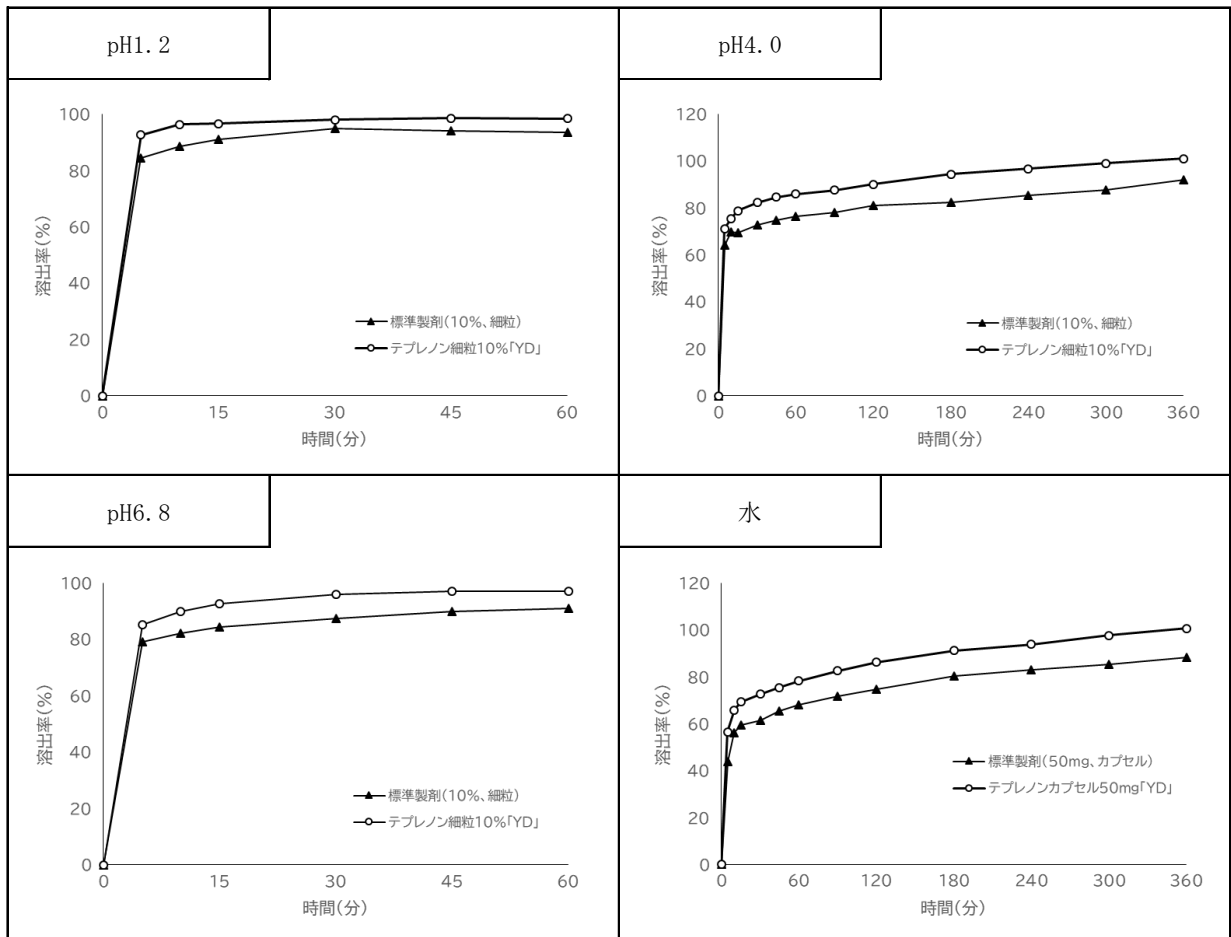 pH1.2
100
80
60
40
20
0
溶出率(%)
標準製剤(10%、細粒)
テプレノン細粒10%「YD」
0 15 30 45 60
時間(分)
pH4.0
120
100
80
60
40
20
0
溶出率(%)
標準製剤(10%、細粒)
テプレノン細粒10%「YD」
0 60 120 180 240 300 360
時間(分)
pH6.8
100
80
60
40
20
0
溶出率(%)
標準製剤(10%、細粒)
テプレノン細粒10%「YD」
0 15 30 45 60
時間(分)
水
120
100
80
60
40
20
0
溶出率(%)
標準製剤(50mg、カプセル)
テプレノンカプセル50mg「YD」
0 60 120 180 240 300 360
時間(分)